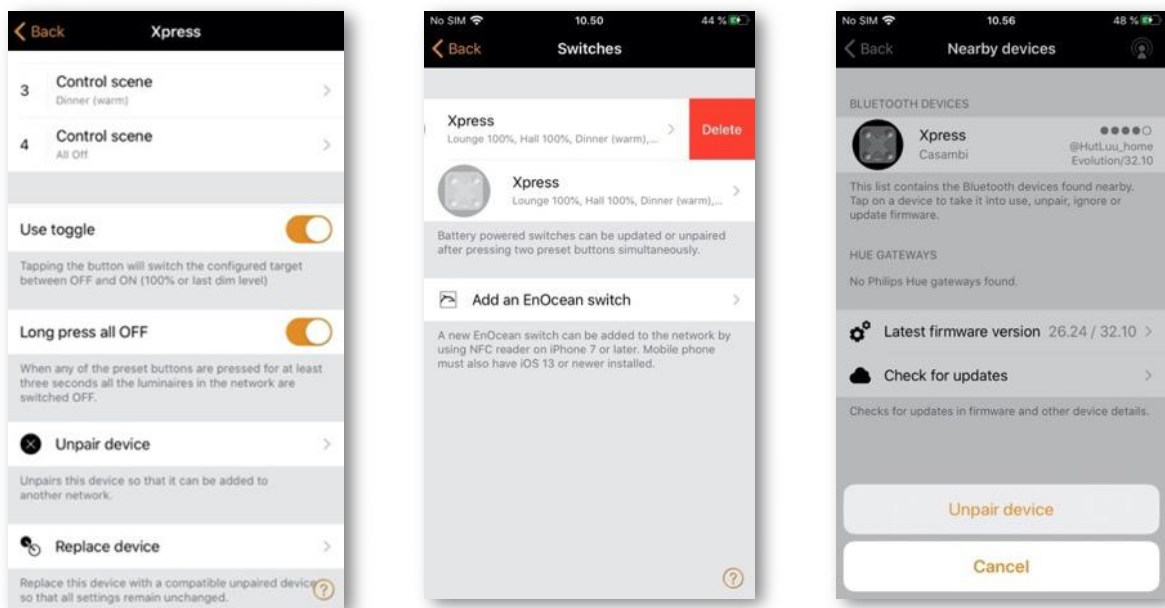 Back Xpress
3 Control scene
Dinner (warm)
4 Control scene
All Off
Use toggle
Tapping the button will switch the configured target
between OFF and ON (100% or last dim level)
Long press all OFF
When any of the preset buttons are pressed for at least
three seconds all the luminaires in the network are
switched OFF.
Unpair device
Unpairs this device so that it can be added to
another network.
Replace device
Replace this device with a compatible unpaired device
so that all settings remain unchanged.
?
No SIM 10.50 44 %
Back Switches
Xpress
Lounge 100%, Hall 100%, Dinner (warm),...
Delete
Xpress
Lounge 100%, Hall 100%, Dinner (warm),...
Battery powered switches can be updated or unpaired
after pressing two preset buttons simultaneously.
Add an EnOcean switch
A new EnOcean switch can be added to the network by
using NFC reader on iPhone 7 or later. Mobile phone
must also have iOS 13 or newer installed.
?
No SIM 10.56 48 %
Back Nearby devices
BLUETOOTH DEVICES
Xpress
Casambi
@HutLuu_home
Evolution/32.10
This list contains the Bluetooth devices found nearby.
Tap on a device to take it into use, unpair, ignore or
update firmware.
HUE GATEWAYS
No Philips Hue gateways found.
Latest firmware version 26.24 / 32.10
Check for updates
Checks for updates in firmware and other device details.
Unpair device
Cancel